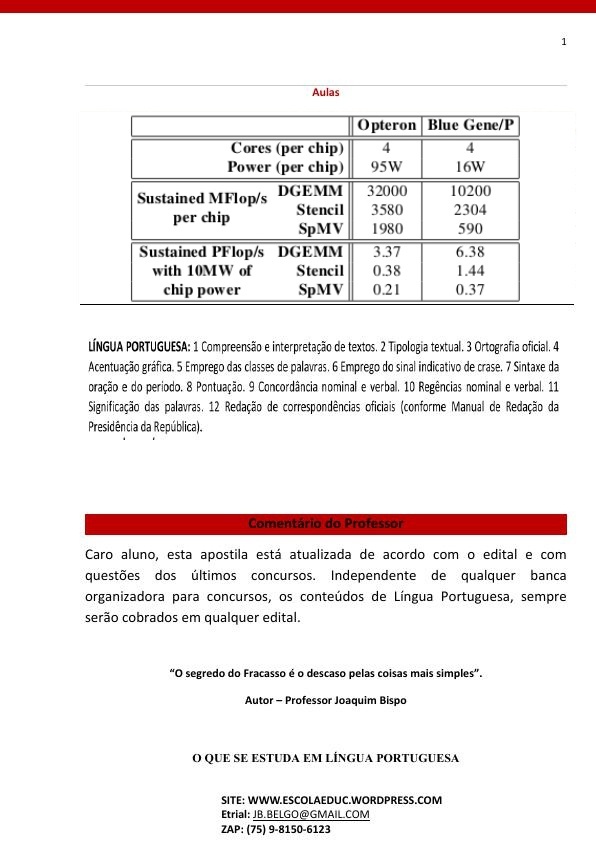 1
Aulas
Opteron Blue Gene/P
Cores (per chip) 4 4
Power (per chip) 95W 16W
Sustained MFlop/s per chip DGEMM 32000 10200
Stencil 3580 2304
SpMV 1980 590
Sustained PFlop/s with 10MW of chip power DGEMM 3.37 6.38
Stencil 0.38 1.44
SpMV 0.21 0.37
LÍNGUA PORTUGUESA: 1 Compreensão e interpretação de textos. 2 Tipologia textual. 3 Ortografia oficial. 4
Acentuação gráfica. 5 Emprego das classes de palavras. 6 Emprego do sinal indicativo de crase. 7 Sintaxe da
oração e do período. 8 Pontuação. 9 Concordância nominal e verbal. 10 Regências nominal e verbal. 11
Significação das palavras. 12 Redação de correspondências oficiais (conforme Manual de Redação da
Presidência da República).
Comentário do Professor
Caro aluno, esta apostila está atualizada de acordo com o edital e com
questões dos últimos concursos. Independente de qualquer banca
organizadora para concursos, os conteúdos de Língua Portuguesa, sempre
serão cobrados em qualquer edital.
“O segredo do Fracasso é o descaso pelas coisas mais simples”.
Autor – Professor Joaquim Bispo
O QUE SE ESTUDA EM LÍNGUA PORTUGUESA
SITE: WWW.ESCOLAEDUC.WORDPRESS.COM
Etrial: JB.BELGO@GMAIL.COM
ZAP: (75) 9-8150-6123